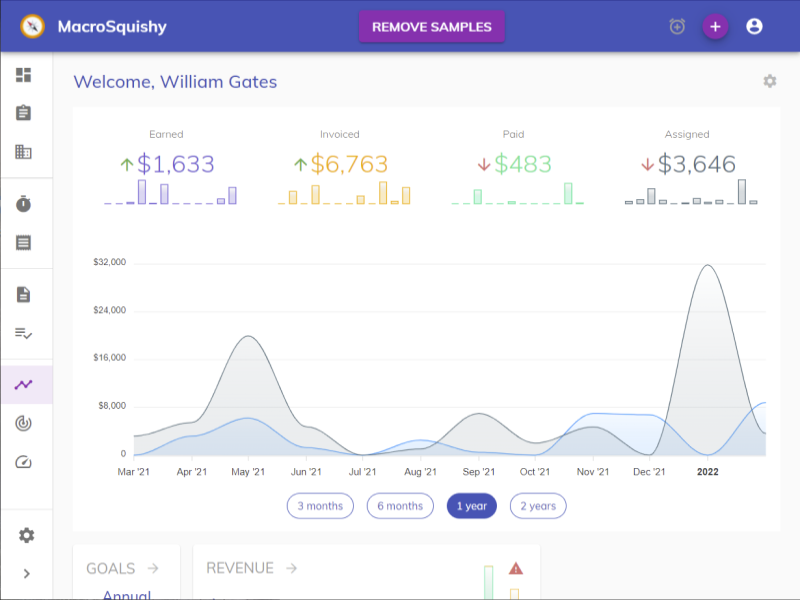 MacroSquishy
REMOVE SAMPLES
Welcome, William Gates
Earned
Invoiced
Paid
Assigned
$1,633
$6,763
$483
$3,646
$32,000
$24,000
$16,000
$8,000
0
Mar '21
Apr '21
May '21
Jun '21
Jul '21
Aug '21
Sep '21
Oct '21
Nov '21
Dec '21
2022
3 months
6 months
1 year
2 years
GOALS
REVENUE
Annual